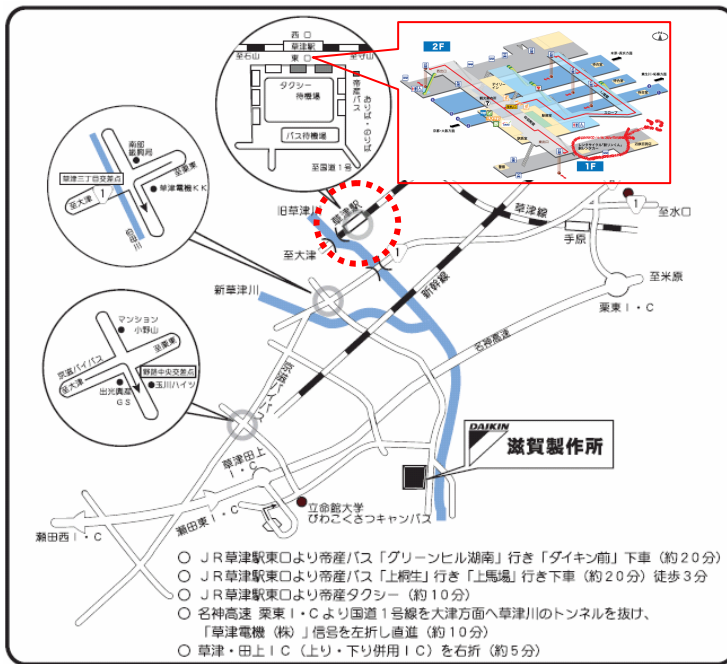 西口
草津駅
東口
至石山
至守山
タクシー
待機場
バス待機場
帝産バス
おりば・のりば
至国道1号
2F
1F
南部
至栗東
草津三丁目交差点
1
草津電機KK
至大津
伯母川
旧草津川
草津駅
至大津
草津線
1
至水口
手原
1
至米原
栗東I・C
新草津川
新幹線
名神高速
京滋バイパス
マンション
小野山
京滋バイパス
至栗東
至大津
野路中央交差点
出光興産
GS
玉川ハイツ
DAIKIN
滋賀製作所
草津田上
I・C
瀬田東I・C
瀬田西I・C
立命館大学
びわこくさつキャンパス
○ JR草津駅東口より帝産バス「グリーンヒル湖南」行き「ダイキン前」下車(約20分)
○ JR草津駅東口より帝産バス「上桐生」行き「上馬場」行き下車(約20分)徒歩3分
○ JR草津駅東口より帝産タクシー(約10分)
○ 名神高速 栗東I・Cより国道1号線を大津方面へ草津川のトンネルを抜け、
「草津電機(株)」信号を左折し直進(約10分)
○ 草津・田上IC(上り・下り併用IC)を右折(約5分)